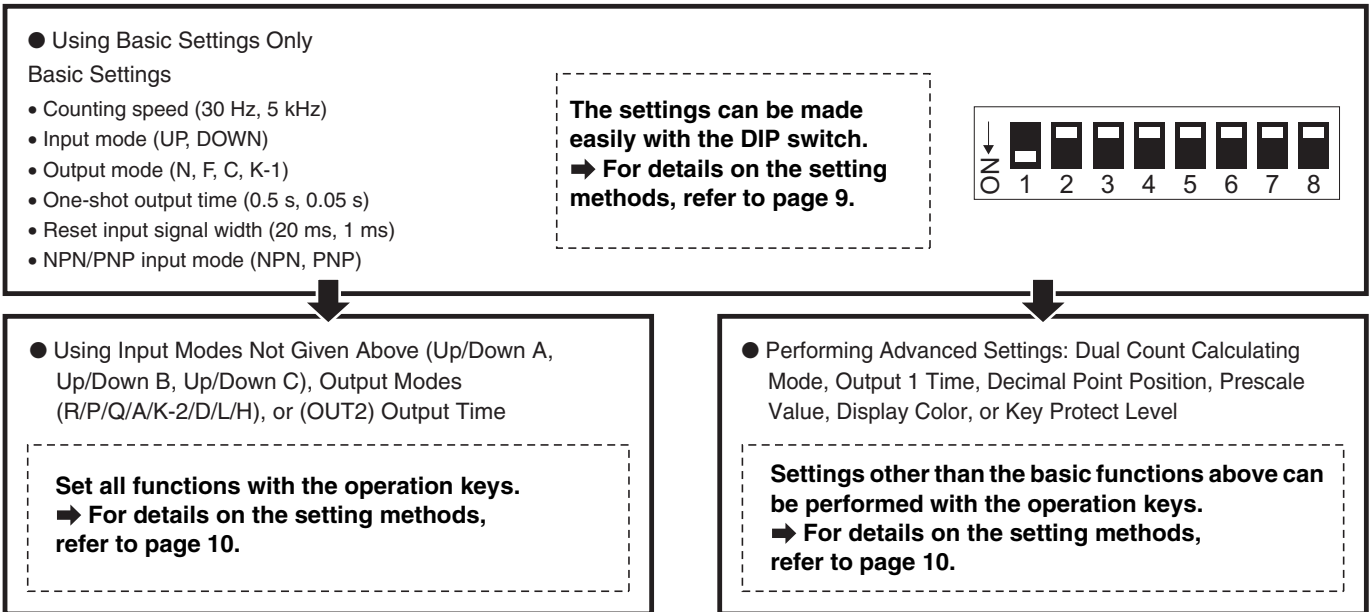 ● Using Basic Settings Only
Basic Settings
• Counting speed (30 Hz, 5 kHz)
• Input mode (UP, DOWN)
• Output mode (N, F, C, K-1)
• One-shot output time (0.5 s, 0.05 s)
• Reset input signal width (20 ms, 1 ms)
• NPN/PNP input mode (NPN, PNP)
The settings can be made
easily with the DIP switch.
➡ For details on the setting
methods, refer to page 9.
ON
1 2 3 4 5 6 7 8
● Using Input Modes Not Given Above (Up/Down A,
Up/Down B, Up/Down C), Output Modes
(R/P/Q/A/K-2/D/L/H), or (OUT2) Output Time
Set all functions with the operation keys.
➡ For details on the setting methods,
refer to page 10.
● Performing Advanced Settings: Dual Count Calculating
Mode, Output 1 Time, Decimal Point Position, Prescale
Value, Display Color, or Key Protect Level
Settings other than the basic functions above can
be performed with the operation keys.
➡ For details on the setting methods,
refer to page 10.